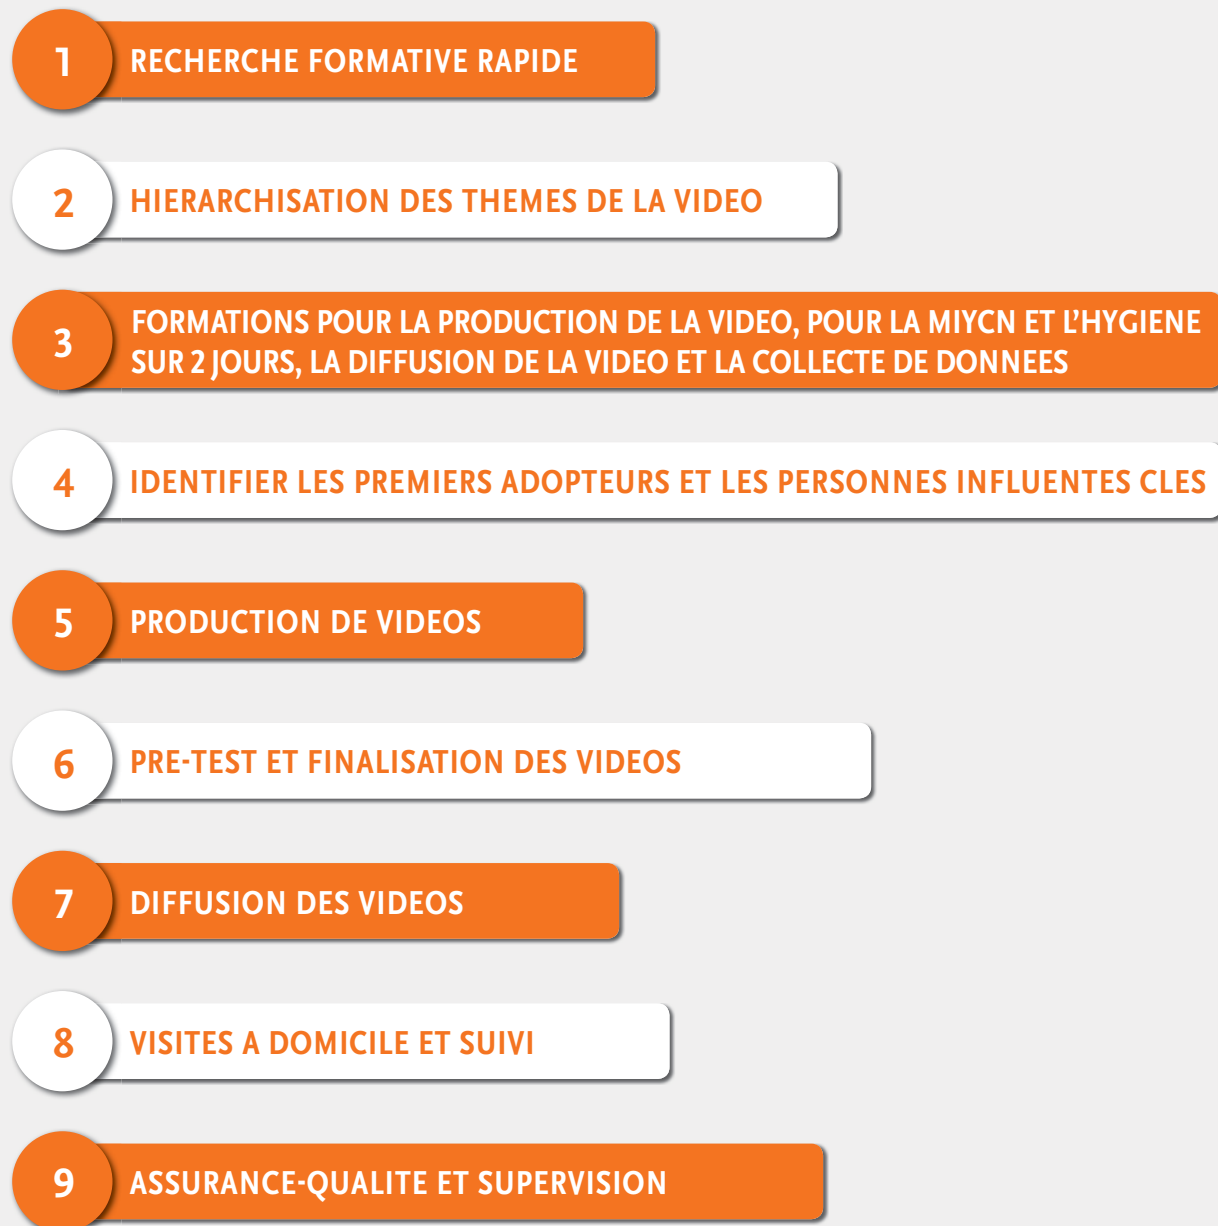 1 RECHERCHE FORMATIVE RAPIDE
2 HIERARCHISATION DES THEMES DE LA VIDEO
3 FORMATIONS POUR LA PRODUCTION DE LA VIDEO, POUR LA MIYCN ET L’HYGIENE
SUR 2 JOURS, LA DIFFUSION DE LA VIDEO ET LA COLLECTE DE DONNEES
4 IDENTIFIER LES PREMIERS ADOPTEURS ET LES PERSONNES INFLUENTES CLES
5 PRODUCTION DE VIDEOS
6 PRE-TEST ET FINALISATION DES VIDEOS
7 DIFFUSION DES VIDEOS
8 VISITES A DOMICILE ET SUIVI
9 ASSURANCE-QUALITE ET SUPERVISION